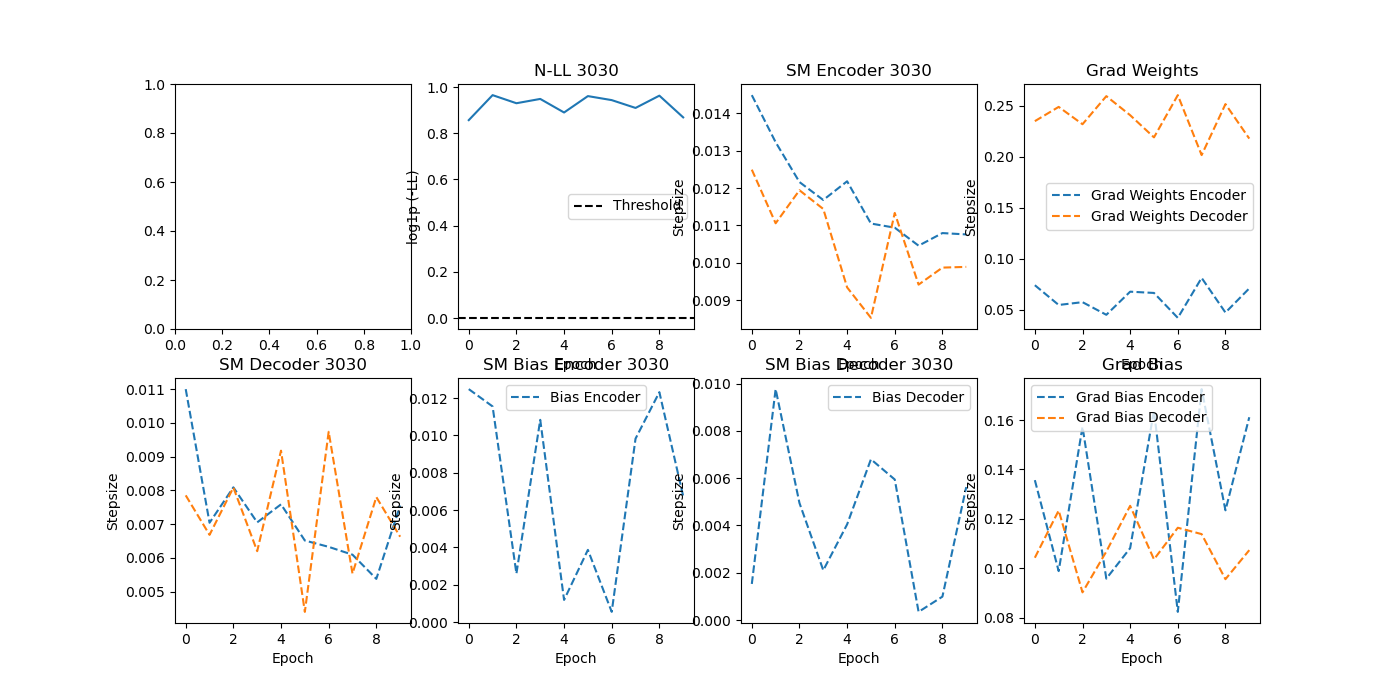 N-LL 3030
SM Encoder 3030
Grad Weights
1.0
0.8
0.6
0.4
0.2
0.0
0.0 0.2 0.4 0.6 0.8 1.0
log1p (-LL)
1.0
0.8
0.6
0.4
0.2
0.0
Threshold
0 2 4 6 8
Epoch
Stepsize
0.014
0.013
0.012
0.011
0.010
0.009
0 2 4 6 8
Epoch
Stepsize
0.25
0.20
0.15
0.10
0.05
Grad Weights Encoder
Grad Weights Decoder
0 2 4 6 8
Epoch
SM Decoder 3030
SM Bias Encoder 3030
SM Bias Decoder 3030
Grad Bias
Stepsize
0.011
0.010
0.009
0.008
0.007
0.006
0.005
0 2 4 6 8
Epoch
Stepsize
0.012
0.010
0.008
0.006
0.004
0.002
0.000
Bias Encoder
0 2 4 6 8
Epoch
Stepsize
0.010
0.008
0.006
0.004
0.002
0.000
Bias Decoder
0 2 4 6 8
Epoch
Stepsize
0.16
0.14
0.12
0.10
0.08
Grad Bias Encoder
Grad Bias Decoder
0 2 4 6 8
Epoch